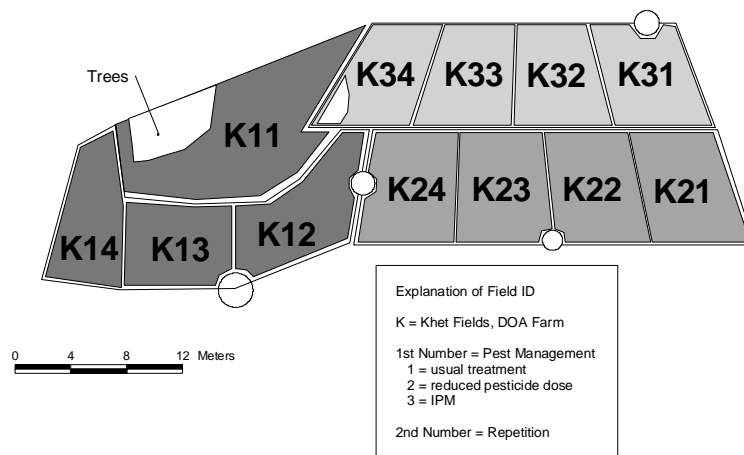 K34 K33 K32 K31
Trees
K11
K24 K23 K22 K21
K14 K13 K12
Explanation of Field ID
K = Khet Fields, DOA Farm
1st Number = Pest Management
1 = usual treatment
2 = reduced pesticide dose
3 = IPM
2nd Number = Repetition
0 4 8 12 Meters